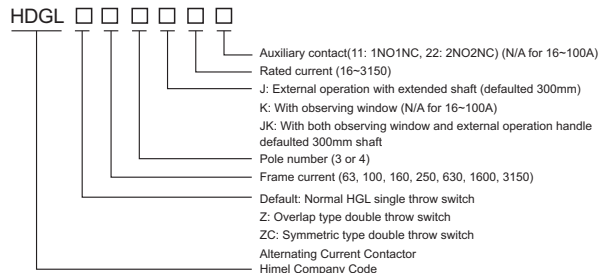 HDGL □ □ □ □ □ □
Auxiliary contact(11: 1NO1NC, 22: 2NO2NC) (N/A for 16~100A)
Rated current (16~3150)
J: External operation with extended shaft (defaulted 300mm)
K: With observing window (N/A for 16~100A)
JK: With both observing window and external operation handle
defaulted 300mm shaft
Pole number (3 or 4)
Frame current (63, 100, 160, 250, 630, 1600, 3150)
Default: Normal HGL single throw switch
Z: Overlap type double throw switch
ZC: Symmetric type double throw switch
Alternating Current Contactor
Himel Company Code